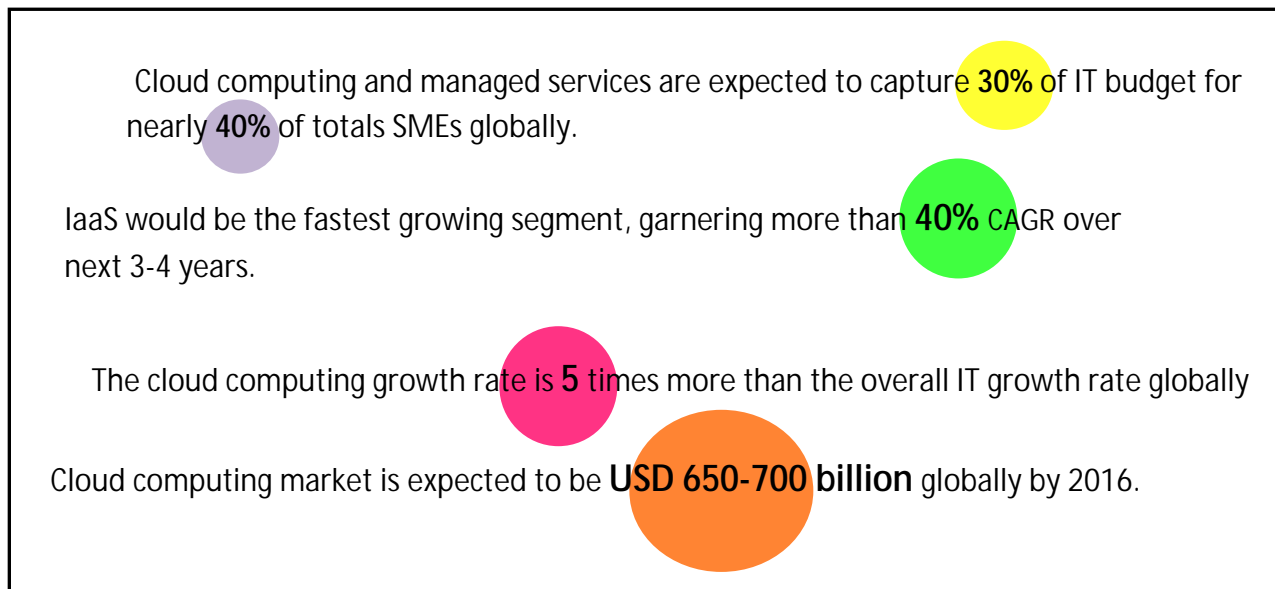 Cloud computing and managed services are expected to capture 30% of IT budget for
nearly 40% of totals SMEs globally.
IaaS would be the fastest growing segment, garnering more than 40% CAGR over
next 3-4 years.
The cloud computing growth rate is 5 times more than the overall IT growth rate globally
Cloud computing market is expected to be USD 650-700 billion globally by 2016.